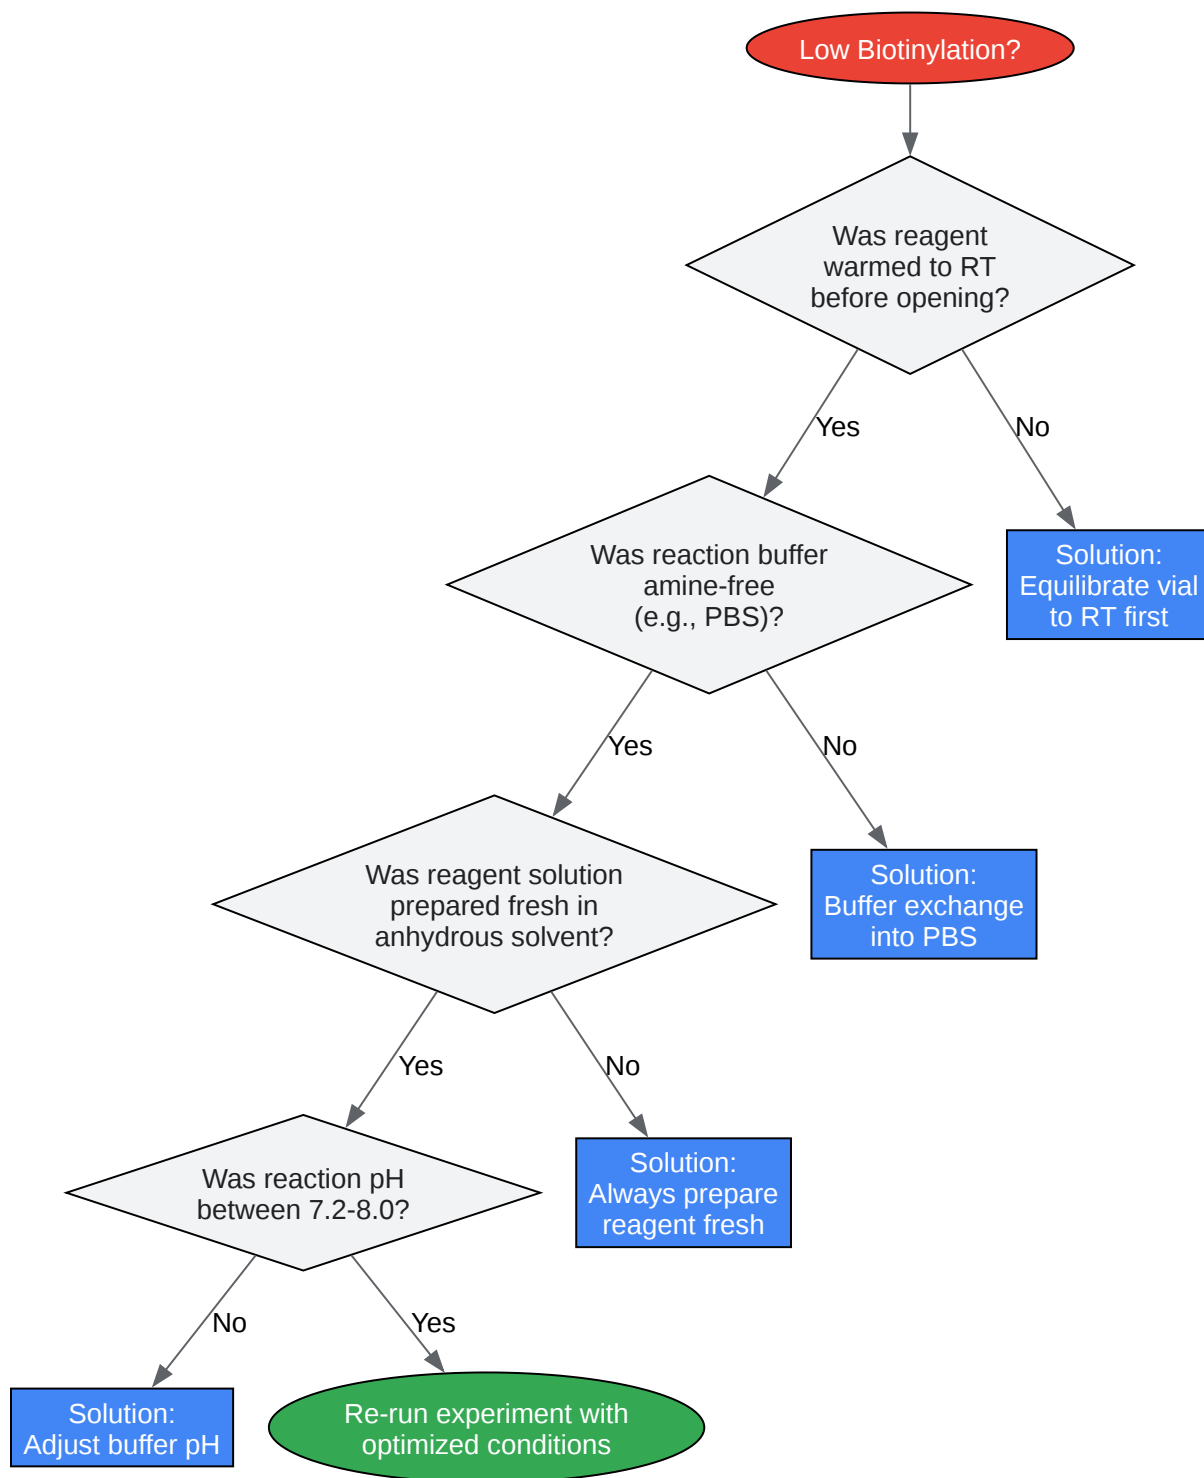 Low Biotinylation?
Was reagent
warmed to RT
before opening?
Yes
No
Was reaction buffer
amine-free
(e.g., PBS)?
Solution:
Equilibrate vial
to RT first
Yes
No
Was reagent solution
prepared fresh in
anhydrous solvent?
Solution:
Buffer exchange
into PBS
Yes
No
Was reaction pH
between 7.2-8.0?
Solution:
Always prepare
reagent fresh
No
Yes
Solution:
Adjust buffer pH
Re-run experiment with
optimized conditions